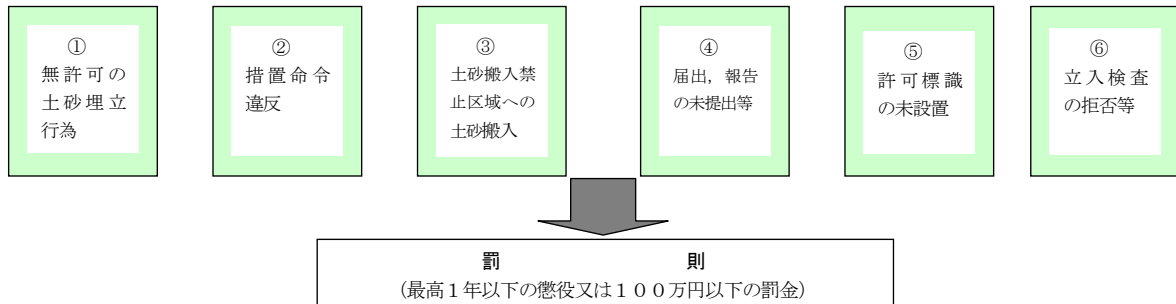 ①
無許可の
土砂埋立
行為
②
措置命令
違反
③
土砂搬入禁
止区域への
土砂搬入
④
届出，報告
の未提出等
⑤
許可標識
の未設置
⑥
立入検査
の拒否等
罰　　　則
(最高１年以下の懲役又は１００万円以下の罰金)